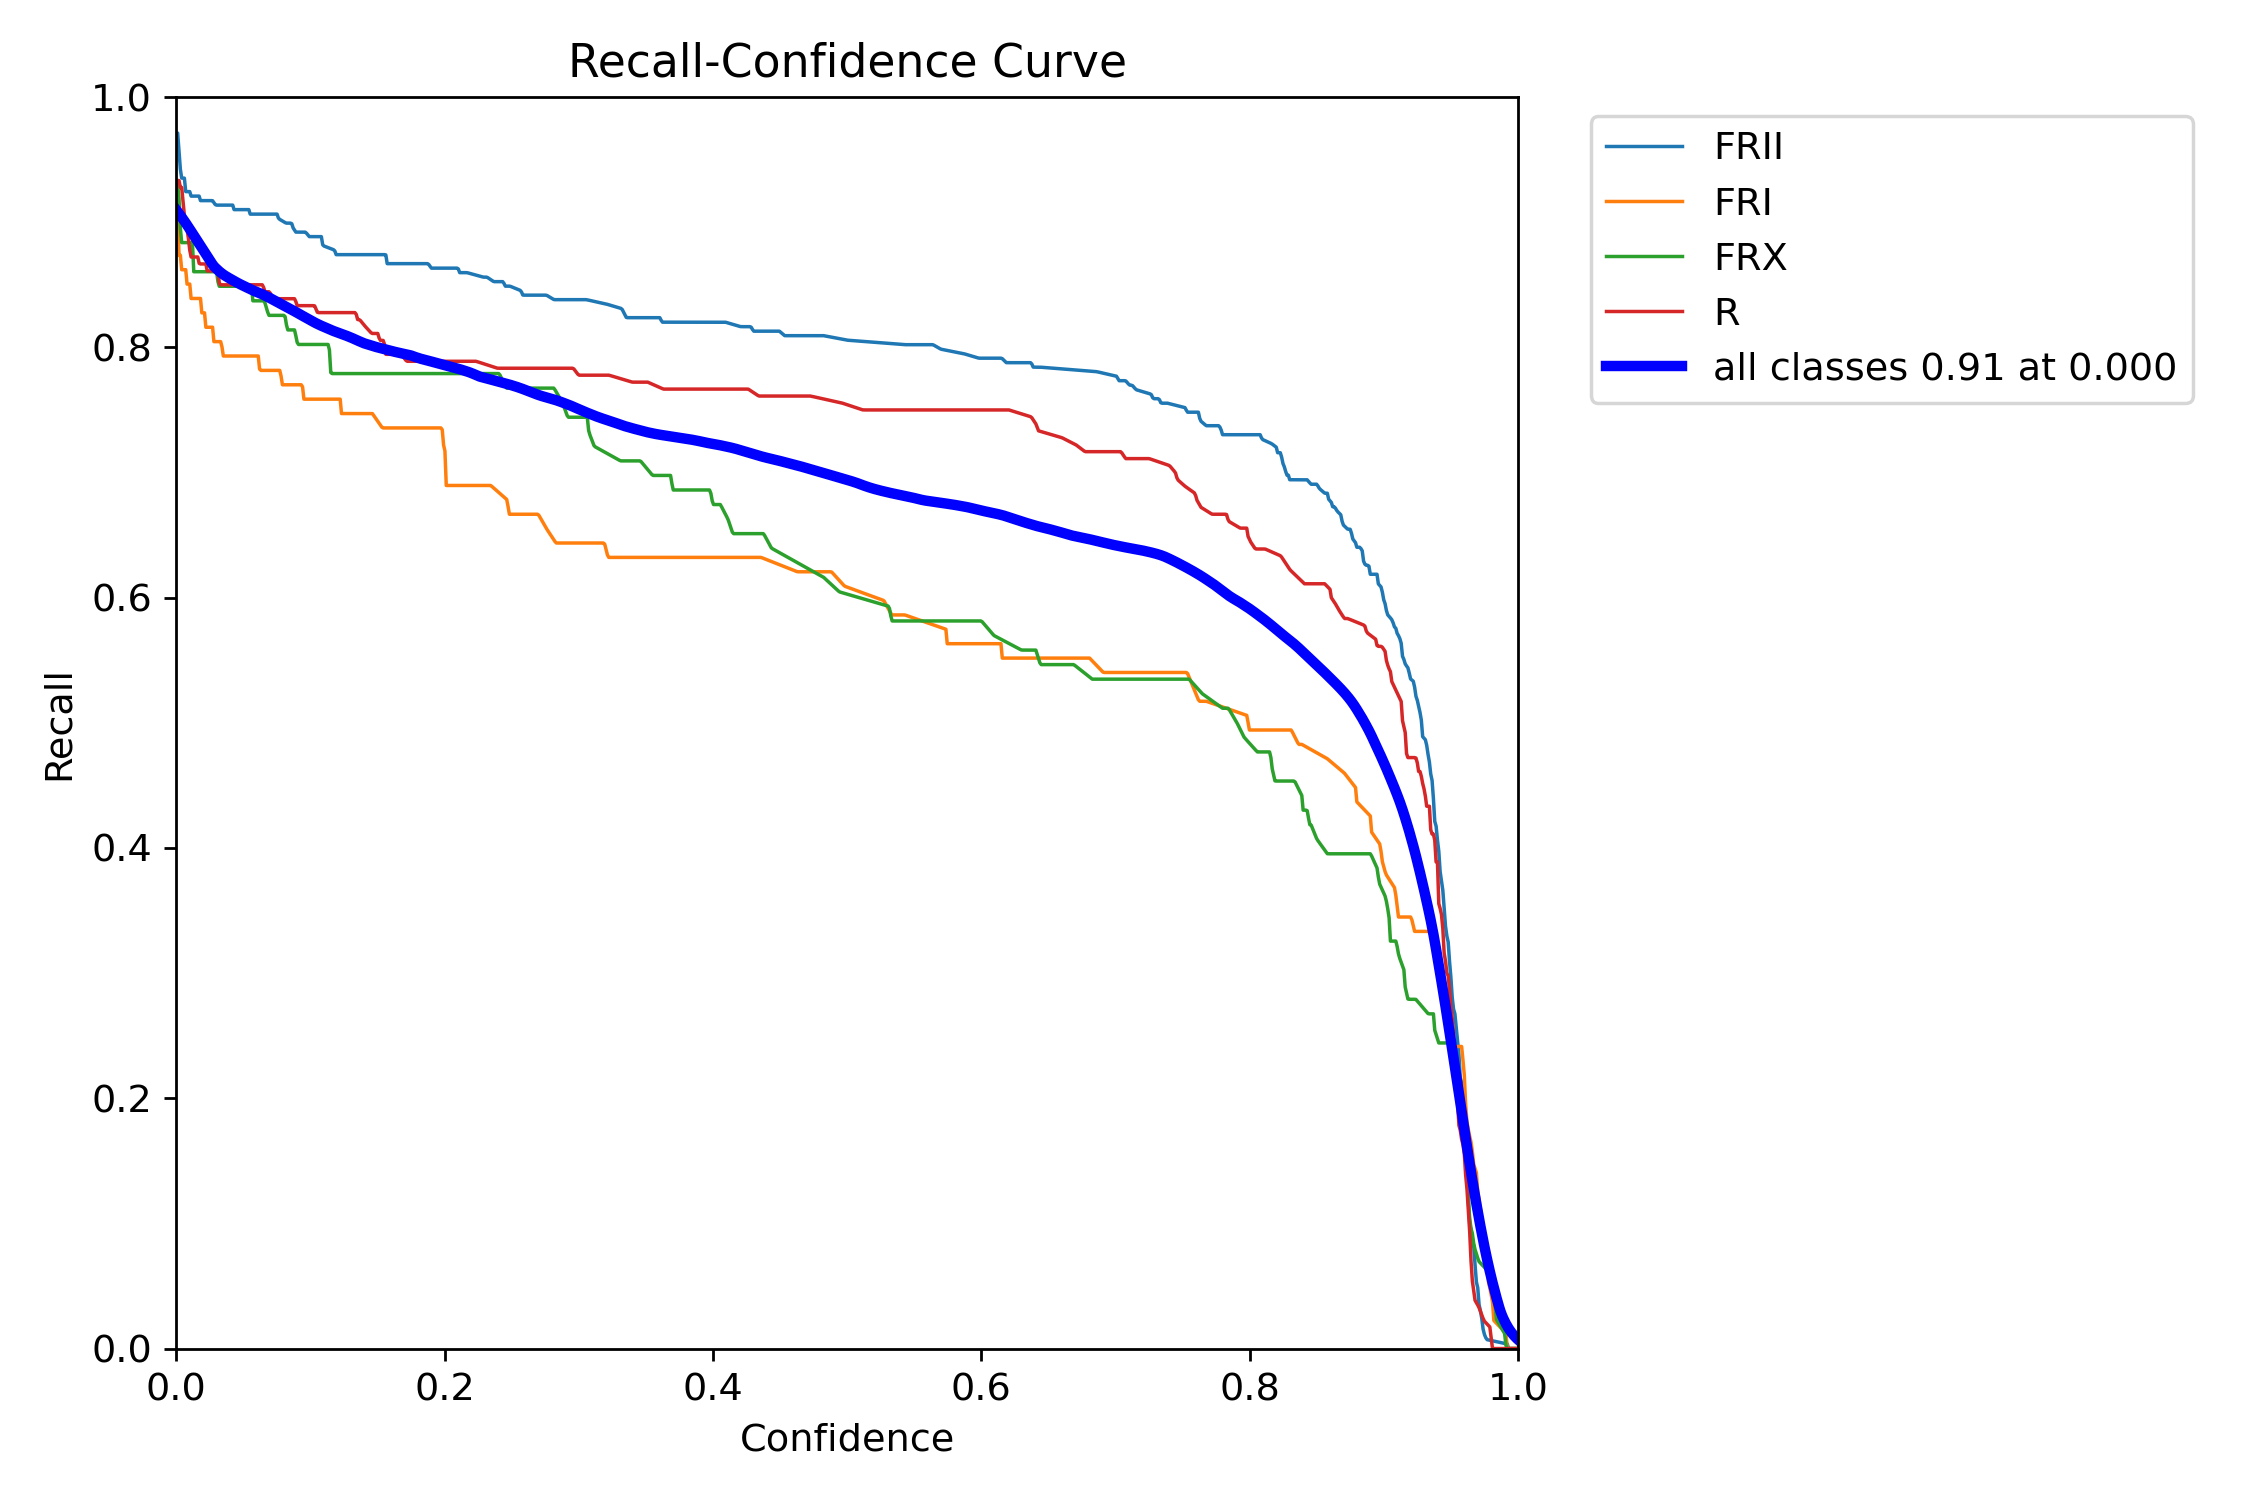 Recall-Confidence Curve
1.0
0.8
0.6
0.4
0.2
0.0
Recall
0.0 0.2 0.4 0.6 0.8 1.0
Confidence
FRII
FRI
FRX
R
all classes 0.91 at 0.000